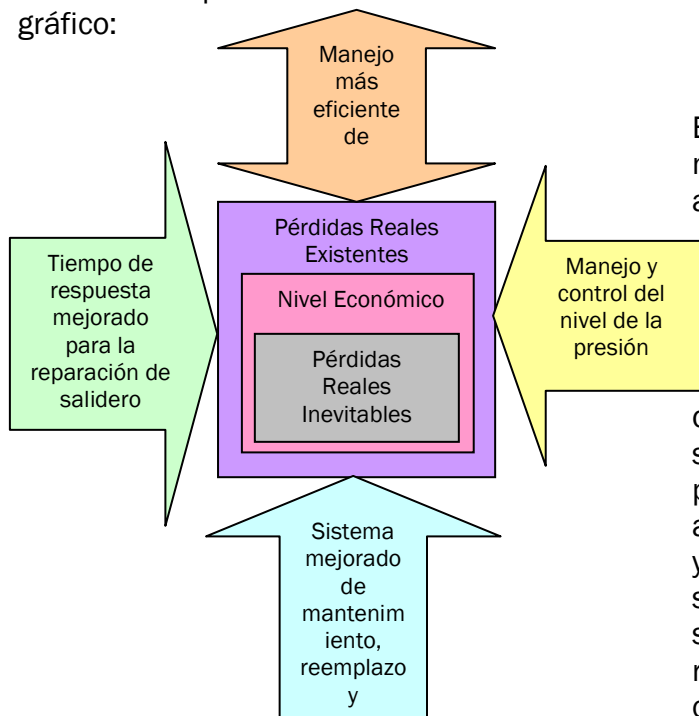 gráfico:
Manejo
más
eficiente
de
Pérdidas Reales
Existentes
Nivel Económico
Pérdidas
Reales
Inevitables
Tiempo de
respuesta
mejorado
para la
reparación de
salidero
Manejo y
control del
nivel de la
presión
Sistema
mejorado
de
mantenim
iento,
reemplazo
y